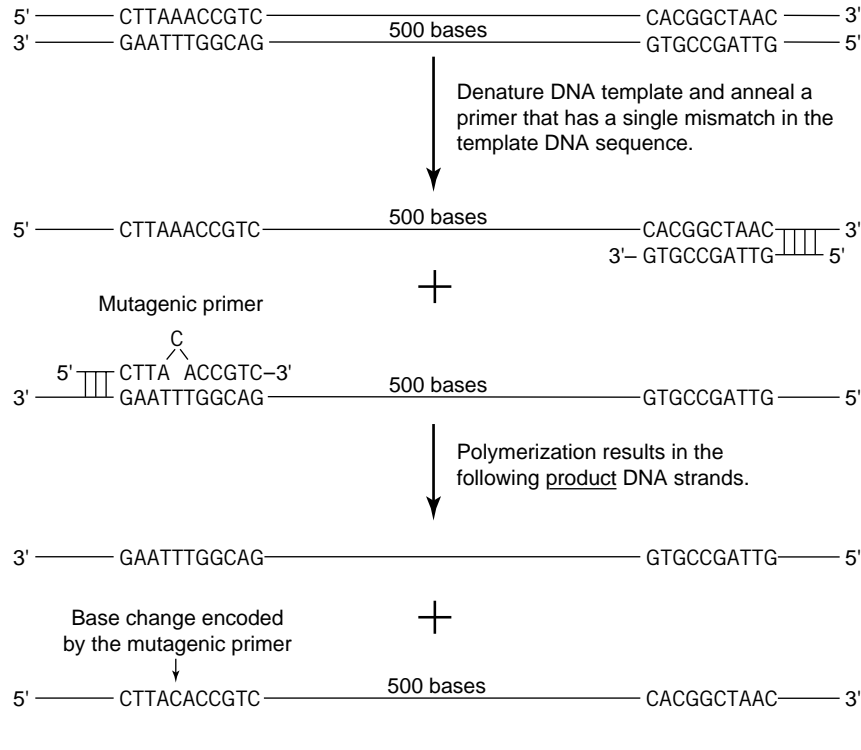 5' CTTAAACCGTC CACGGCTAAC 3'
500 bases
3' GAATTTGGCAG GTGCCGATTG 5'
Denature DNA template and anneal a
primer that has a single mismatch in the
template DNA sequence.
500 bases
5' CTTAAACCGTC CACGGCTAAC 3'
3'– GTGCCGATTG 5'
+
Mutagenic primer
C
5' CTTA ACCGTC–3'
500 bases
3' GAATTTGGCAG GTGCCGATTG 5'
Polymerization results in the
following product DNA strands.
3' GAATTTGGCAG GTGCCGATTG 5'
+
Base change encoded
by the mutagenic primer
500 bases
5' CTTACACCGTC CACGGCTAAC 3'